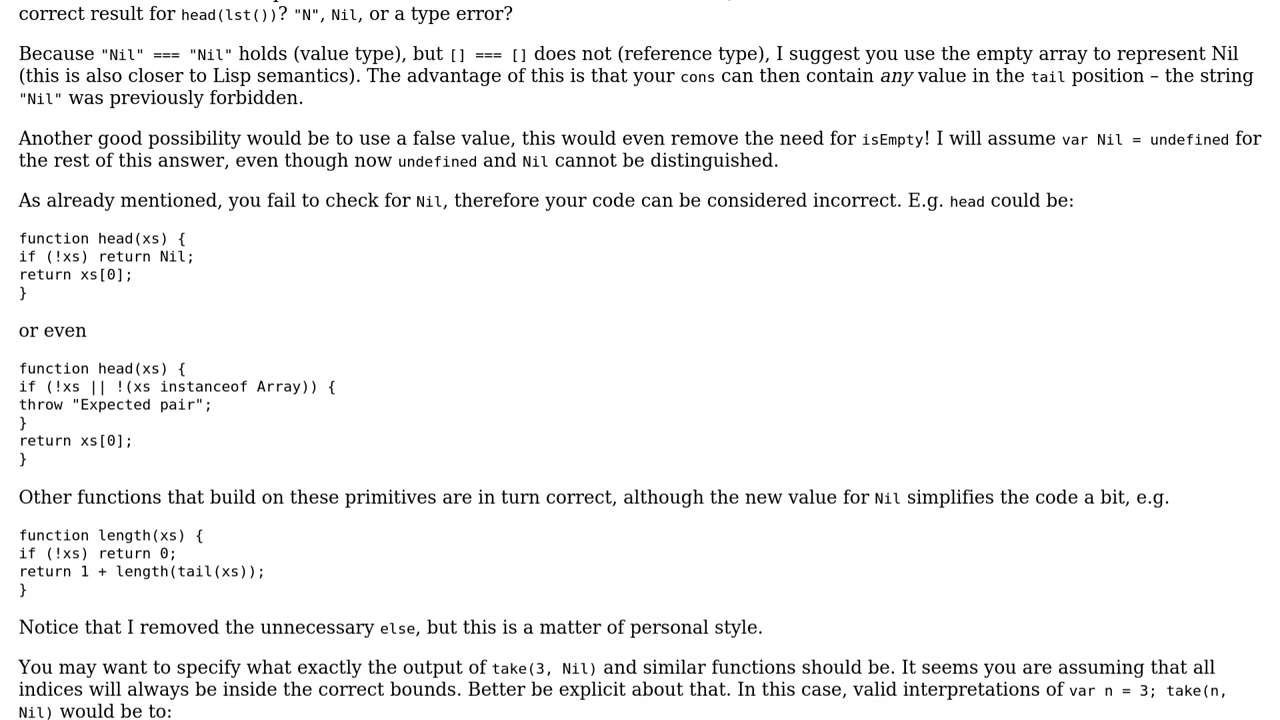 correct result for head(lst())? "N", Nil, or a type error?
Because "Nil" === "Nil" holds (value type), but [] === [] does not (reference type), I suggest you use the empty array to represent Nil
(this is also closer to Lisp semantics). The advantage of this is that your cons can then contain any value in the tail position – the string
"Nil" was previously forbidden.
Another good possibility would be to use a false value, this would even remove the need for isEmpty! I will assume var Nil = undefined for
the rest of this answer, even though now undefined and Nil cannot be distinguished.
As already mentioned, you fail to check for Nil, therefore your code can be considered incorrect. E.g. head could be:
function head(xs) {
if (!xs) return Nil;
return xs[0];
}
or even
function head(xs) {
if (!xs || !(xs instanceof Array)) {
throw "Expected pair";
}
return xs[0];
}
Other functions that build on these primitives are in turn correct, although the new value for Nil simplifies the code a bit, e.g.
function length(xs) {
if (!xs) return 0;
return 1 + length(tail(xs));
}
Notice that I removed the unnecessary else, but this is a matter of personal style.
You may want to specify what exactly the output of take(3, Nil) and similar functions should be. It seems you are assuming that all
indices will always be inside the correct bounds. Better be explicit about that. In this case, valid interpretations of var n = 3; take(n,
Nil) would be to: